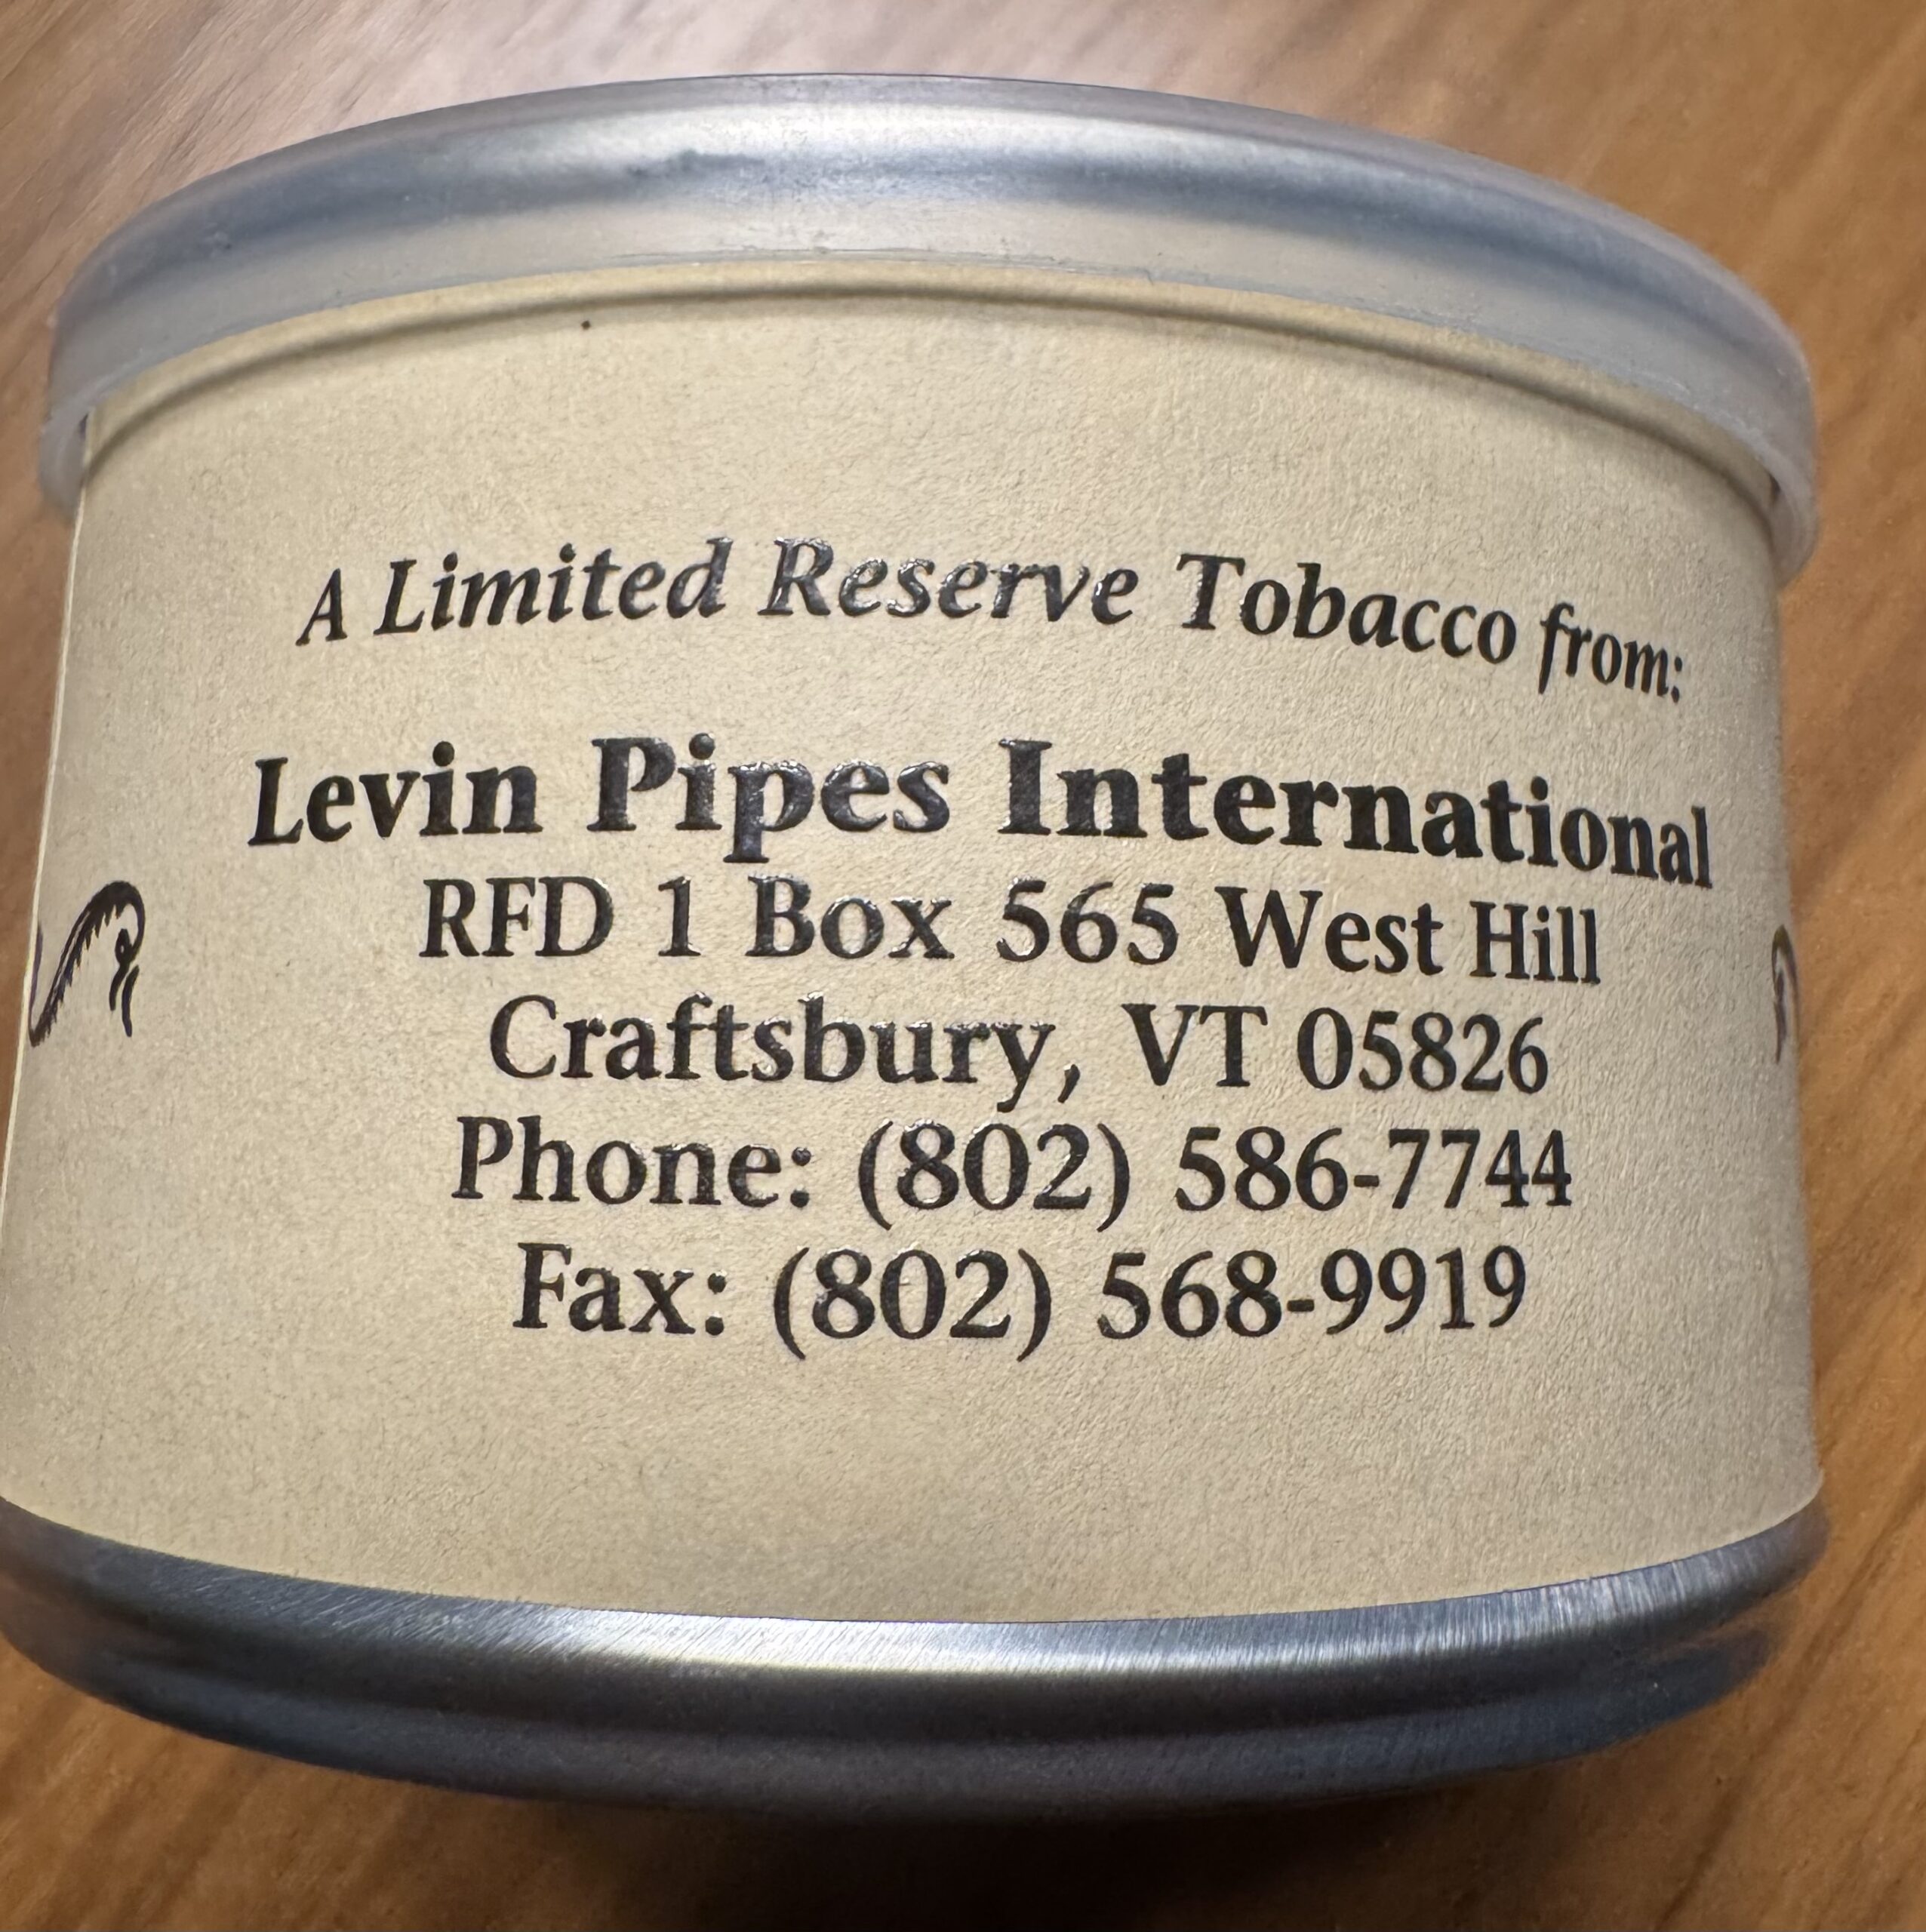 A Limited Reserve Tobacco from:
Levin Pipes International
RFD 1 Box 565 West Hill
Craftsbury, VT 05826
Phone: (802) 586-7744
Fax: (802) 568-9919